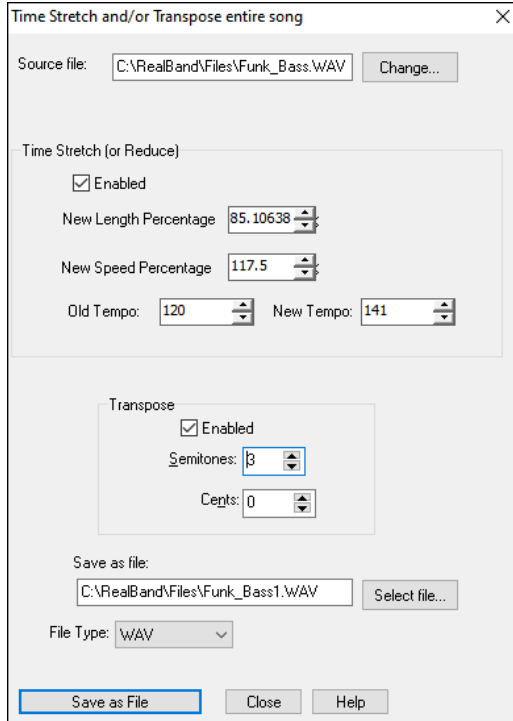 Time Stretch and/or Transpose entire song
Source file: C:\RealBand\Files\Funk_Bass.WAV Change...
Time Stretch (or Reduce)
Enabled
New Length Percentage 85.10638
New Speed Percentage 117.5
Old Tempo: 120 New Tempo: 141
Transpose
Enabled
Semitones: 3
Cents: 0
Save as file:
C:\RealBand\Files\Funk_Bass1.WAV Select file...
File Type: WAV
Save as File Close Help